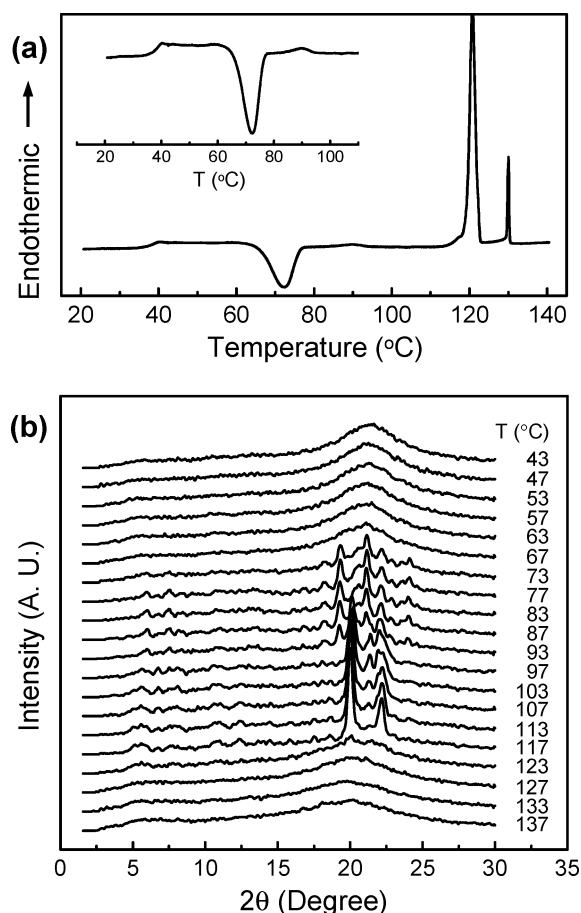 (a)
Endothermic →
20 40 60 80 100
T (°C)
20 40 60 80 100 120 140
Temperature (°C)
(b)
T (°C)
43
47
53
57
63
67
73
77
83
87
93
97
103
107
113
117
123
127
133
137
Intensity (A. U.)
0 5 10 15 20 25 30 35
2θ (Degree)